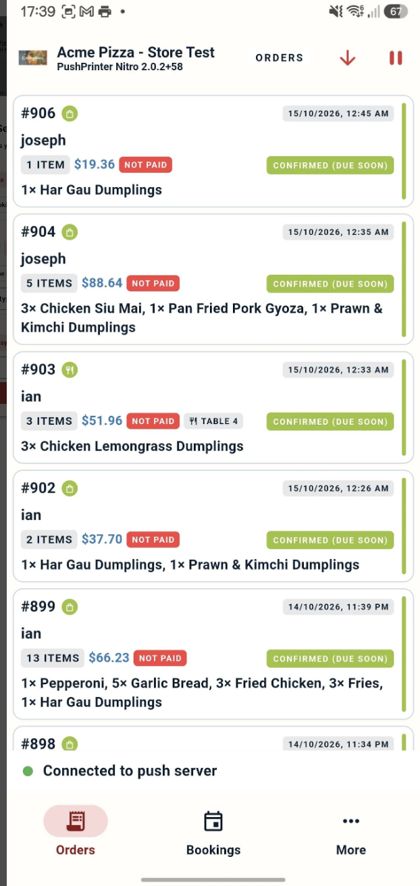 17:39
67
Acme Pizza - Store Test
PushPrinter Nitro 2.0.2+58
ORDERS
#906
15/10/2026, 12:45 AM
joseph
1 ITEM $19.36 NOT PAID CONFIRMED (DUE SOON)
1× Har Gau Dumplings
#904
15/10/2026, 12:35 AM
joseph
5 ITEMS $88.64 NOT PAID CONFIRMED (DUE SOON)
3× Chicken Siu Mai, 1× Pan Fried Pork Gyoza, 1× Prawn &
Kimchi Dumplings
#903
15/10/2026, 12:33 AM
ian
3 ITEMS $51.96 NOT PAID TABLE 4 CONFIRMED (DUE SOON)
3× Chicken Lemongrass Dumplings
#902
15/10/2026, 12:26 AM
ian
2 ITEMS $37.70 NOT PAID CONFIRMED (DUE SOON)
1× Har Gau Dumplings, 1× Prawn & Kimchi Dumplings
#899
14/10/2026, 11:39 PM
ian
13 ITEMS $66.23 NOT PAID CONFIRMED (DUE SOON)
1× Pepperoni, 5× Garlic Bread, 3× Fried Chicken, 3× Fries,
1× Har Gau Dumplings
#898
14/10/2026, 11:34 PM
Connected to push server
Orders
Bookings
More